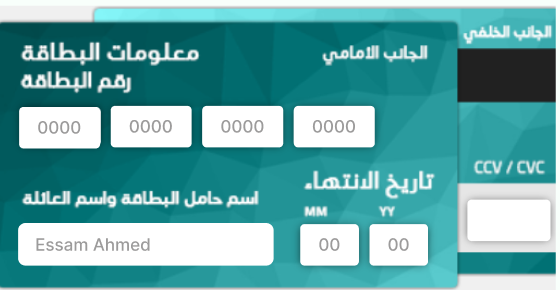 الجانب الخلفي
معلومات البطاقة
الجانب الامامي
رقم البطاقة
0000 0000 0000 0000
CCV / CVC
تاريخ الانتهاء
اسم حامل البطاقة واسم العائلة
MM YY
Essam Ahmed
00 00